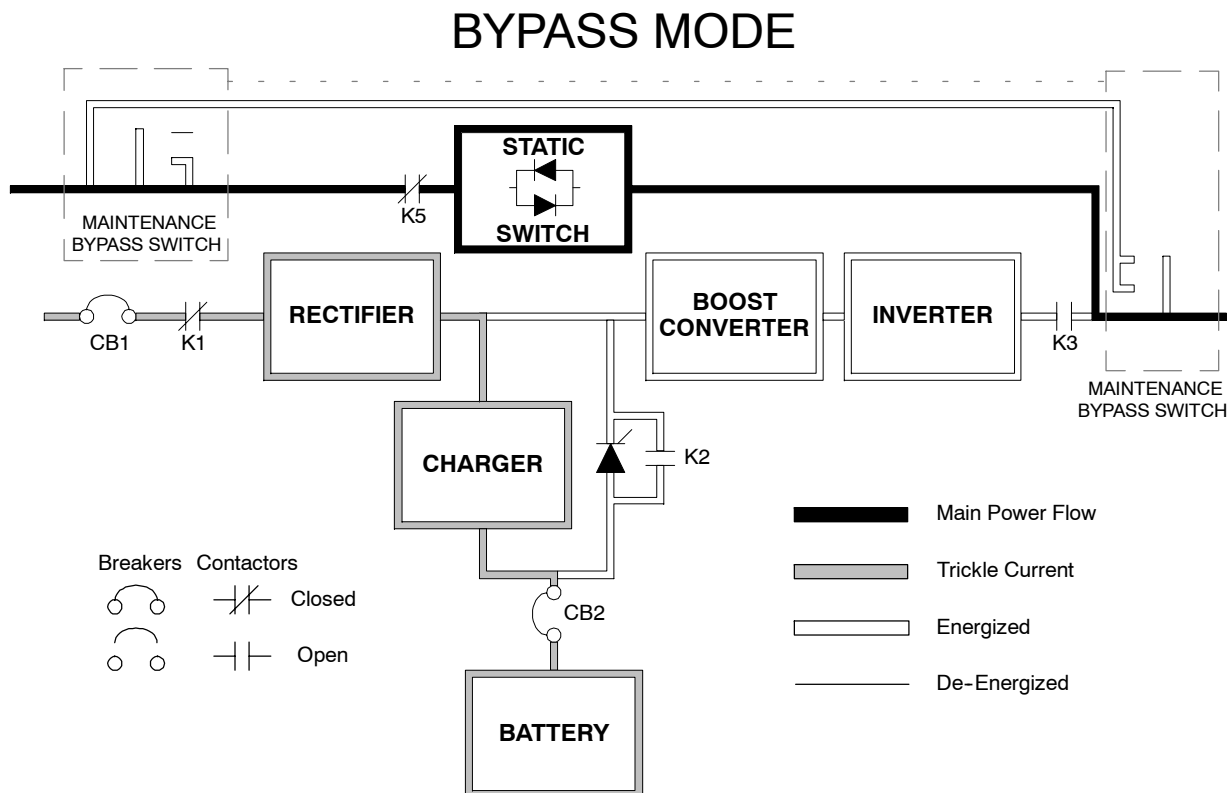 BYPASS MODE
STATIC
SWITCH
K5
MAINTENANCE
BYPASS SWITCH
RECTIFIER
BOOST
CONVERTER
INVERTER
CB1
K1
K3
MAINTENANCE
BYPASS SWITCH
CHARGER
K2
Main Power Flow
Breakers Contactors
Trickle Current
Closed
CB2
Energized
Open
De-Energized
BATTERY